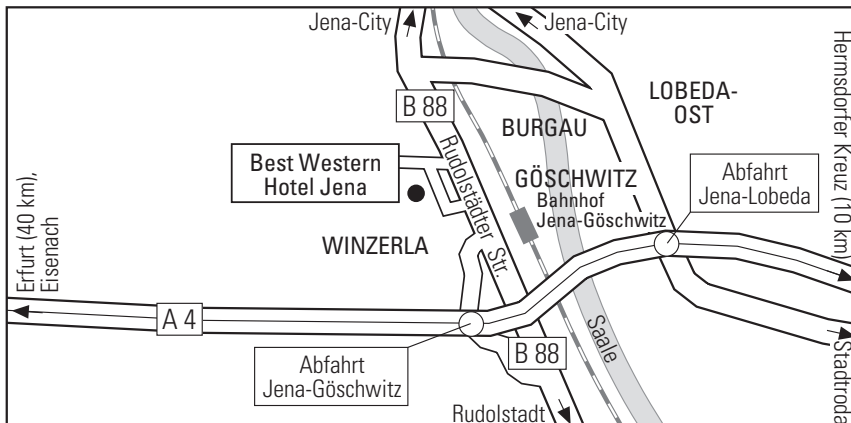 Jena-City
Jena-City
Hermsdorfer Kreuz (10 km)
LOBEDA-
OST
B 88
BURGAU
Best Western
Hotel Jena
Rudolstädter Str.
GÖSCHWITZ
Bahnhof
Jena-Göschwitz
Abfahrt
Jena-Lobeda
WINZERLA
Erfurt (40 km),
Eisenach
A 4
Saale
B 88
Abfahrt
Jena-Göschwitz
Rudolstadt
Stadtroda